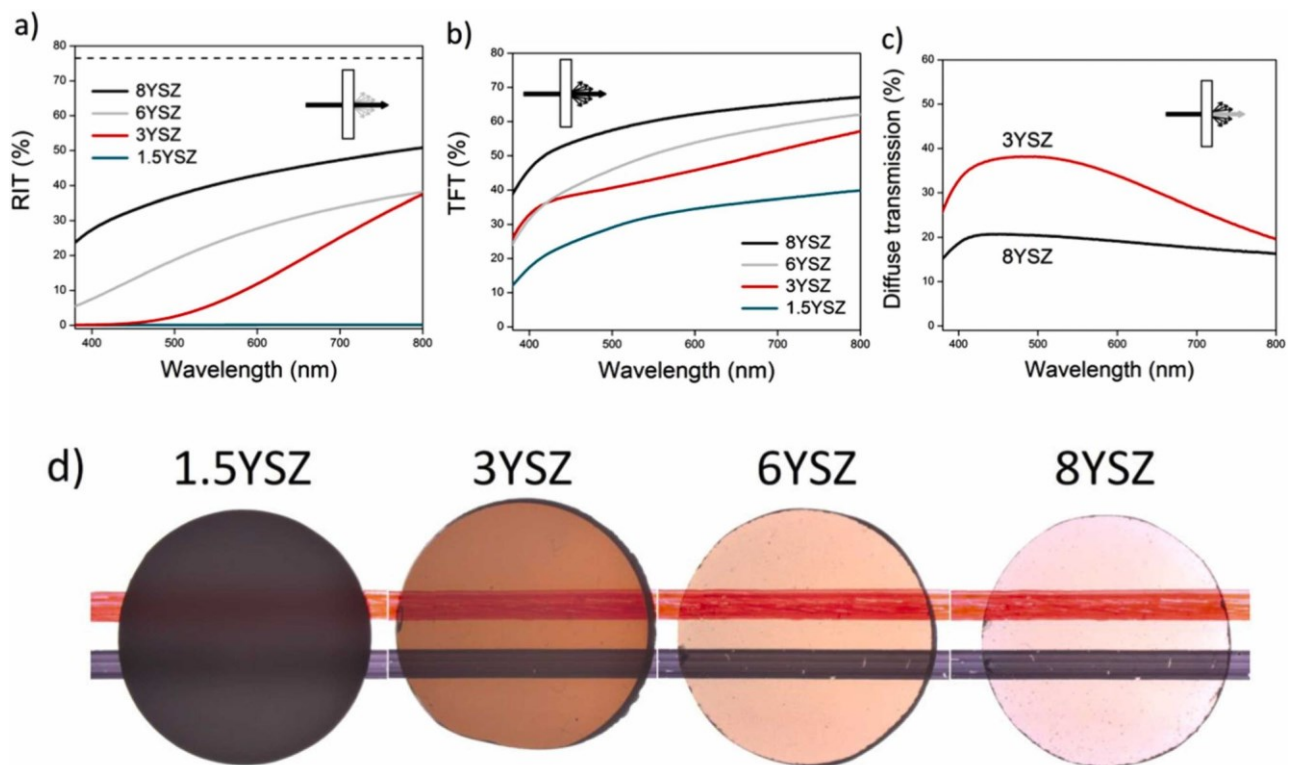 a)
80
70
60
50
40
30
20
10
0
RIT (%)
8YSZ
6YSZ
3YSZ
1.5YSZ
400 500 600 700 800
Wavelength (nm)
b)
80
70
60
50
40
30
20
10
0
TFT (%)
8YSZ
6YSZ
3YSZ
1.5YSZ
400 500 600 700 800
Wavelength (nm)
c)
60
50
40
30
20
10
0
Diffuse transmission (%)
3YSZ
8YSZ
400 500 600 700 800
Wavelength (nm)
d)
1.5YSZ 3YSZ 6YSZ 8YSZ